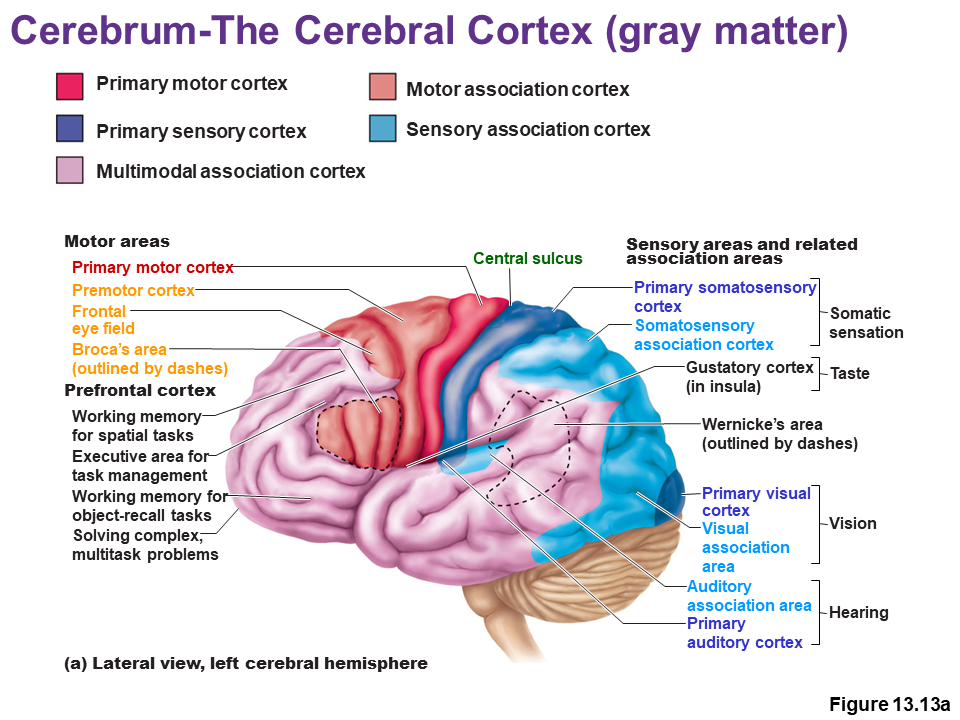 Cerebrum-The Cerebral Cortex (gray matter)
Primary motor cortex
Motor association cortex
Primary sensory cortex
Sensory association cortex
Multimodal association cortex
Motor areas
Primary motor cortex
Premotor cortex
Frontal
eye field
Broca's area
(outlined by dashes)
Prefrontal cortex
Working memory
for spatial tasks
Executive area for
task management
Working memory for
object-recall tasks
Solving complex,
multitask problems
Central sulcus
Sensory areas and related
association areas
Primary somatosensory
cortex
Somatosensory
association cortex
Somatic
sensation
Gustatory cortex
(in insula)
Taste
Wernicke's area
(outlined by dashes)
Primary visual
cortex
Visual
association
area
Vision
Auditory
association area
Primary
auditory cortex
Hearing
(a) Lateral view, left cerebral hemisphere
Figure 13.13a